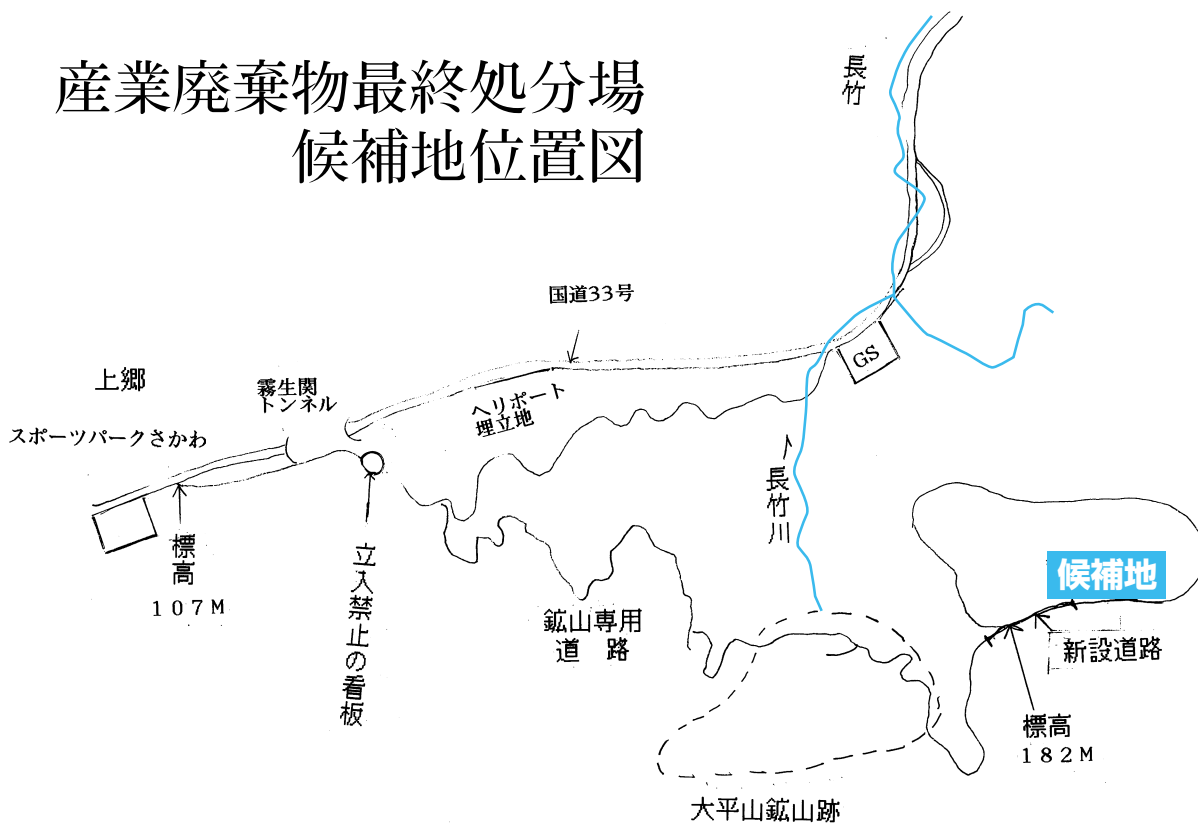 産業廃棄物最終処分場
候補地位置図
長竹
国道33号
GS
上郷
霧生関
トンネル
ヘリポート
埋立地
スポーツパークさかわ
長竹川
標高
107M
立入禁止の看板
鉱山専用
道路
候補地
新設道路
標高
182M
大平山鉱山跡